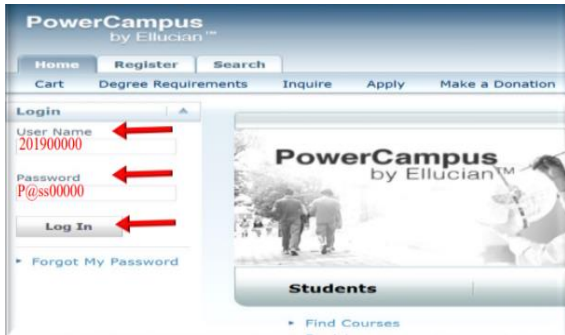 PowerCampus
by Ellucian™
Home Register Search
Cart Degree Requirements Inquire Apply Make a Donation
Login
User Name
201900000
Password
P@ss00000
Log In
Forgot My Password
PowerCampus
by Ellucian™
Students
Find Courses